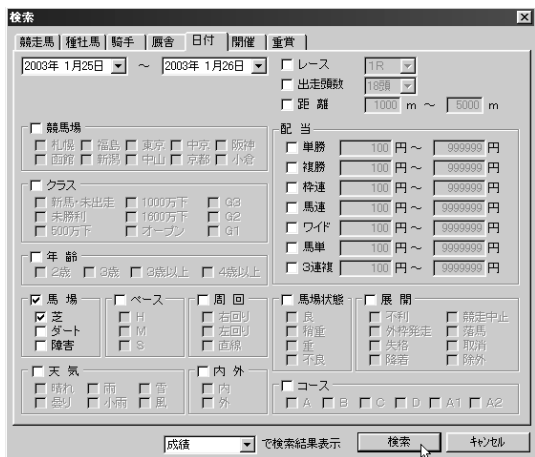 検索
競走馬 種牡馬 騎手 厩舎 日付 開催 重賞
2003年 1月25日 ～ 2003年 1月26日
レース 1R
出走頭数 18頭
距 離 1000 m ～ 5000 m
競馬場
札幌 福島 東京 中京 阪神
函館 新潟 中山 京都 小倉
クラス
新馬・未出走 1000万下 G3
未勝利 1600万下 G2
500万下 オープン G1
年 齢
2歳 3歳 3歳以上 4歳以上
配 当
単勝 100 円～ 999999 円
複勝 100 円～ 999999 円
枠連 100 円～ 9999999 円
馬連 100 円～ 9999999 円
ワイド 100 円～ 9999999 円
馬単 100 円～ 9999999 円
3連複 100 円～ 9999999 円
馬 場
芝
ダート
障害
ペース
H
M
S
周 回
右回り
左回り
直線
馬場状態
良
稍重
重
不良
展 開
不利 競走中止
外枠発走 落馬
失格 取消
降着 除外
天 気
晴れ 雨 雪
曇り 小雨 風
内 外
内
外
コース
A B C D A1 A2
成績 で検索結果表示 検索 キャンセル